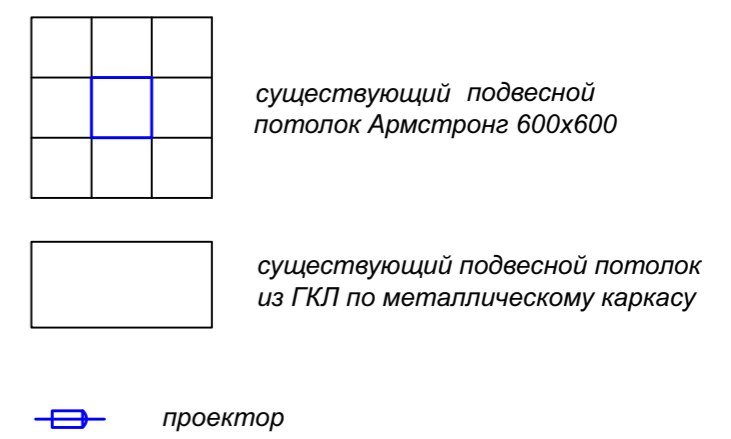 существующий подвесной
потолок Армстронг 600х600
существующий подвесной потолок
из ГКЛ по металлическому каркасу
проектор